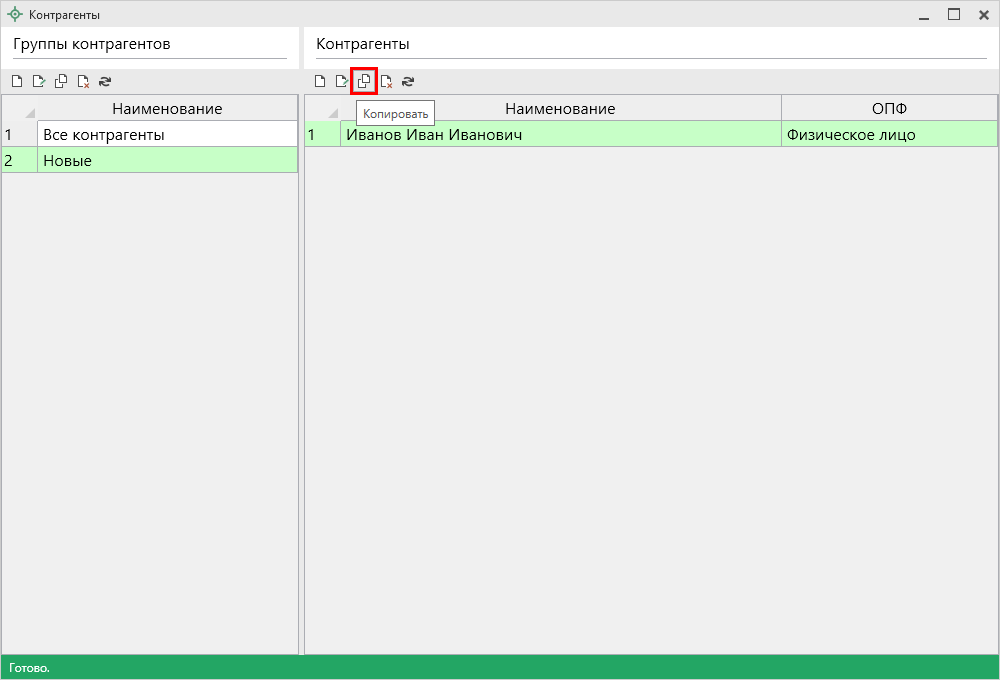 Контрагенты
Группы контрагентов
Контрагенты
Наименование
1 Все контрагенты
2 Новые
Наименование ОПФ
Копировать
1 Иванов Иван Иванович Физическое лицо
Готово.